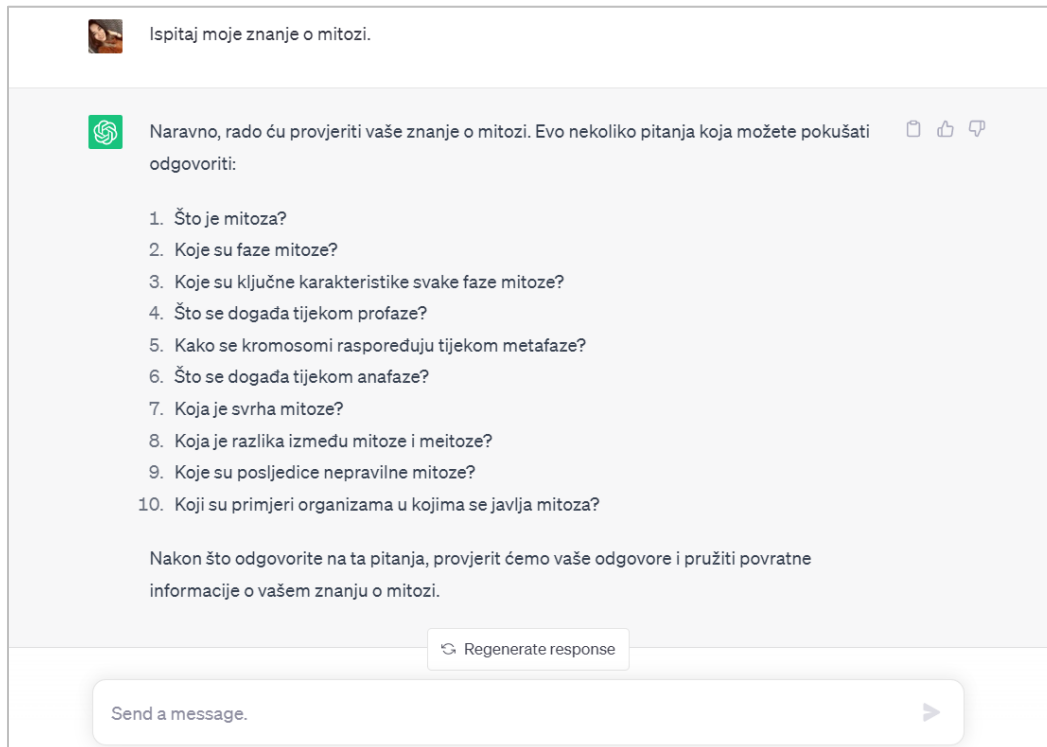 Ispitaj moje znanje o mitozi.
Naravno, rado ću provjeriti vaše znanje o mitozi. Evo nekoliko pitanja koja možete pokušati
odgovoriti:
1. Što je mitoza?
2. Koje su faze mitoze?
3. Koje su ključne karakteristike svake faze mitoze?
4. Što se događa tijekom profaze?
5. Kako se kromosomi raspoređuju tijekom metafaze?
6. Što se događa tijekom anafaze?
7. Koja je svrha mitoze?
8. Koja je razlika između mitoze i meitoze?
9. Koje su posljedice nepravilne mitoze?
10. Koji su primjeri organizama u kojima se javlja mitoza?
Nakon što odgovorite na ta pitanja, provjerit ćemo vaše odgovore i pružiti povratne
informacije o vašem znanju o mitozi.
Regenerate response
Send a message.